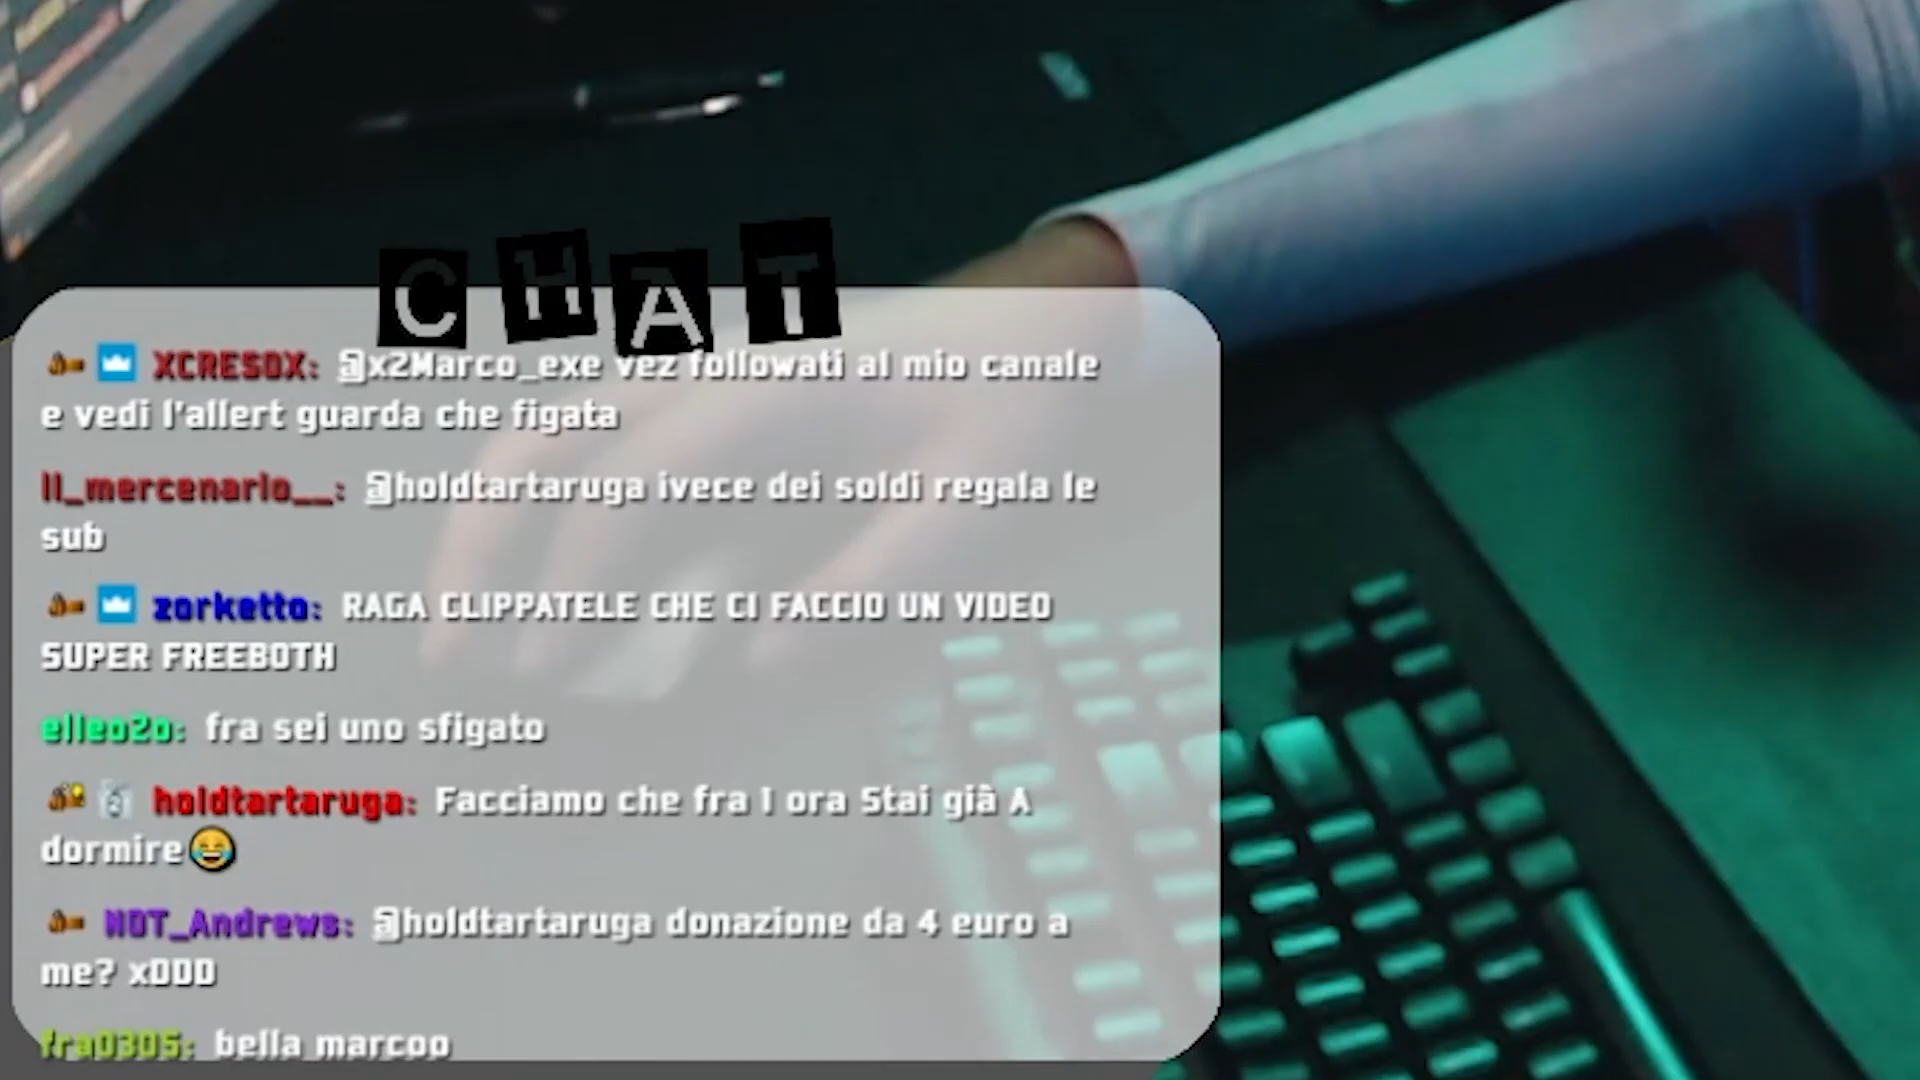 CHAT
XCRESOX: @x2Marco_exe vez followati al mio canale
e vedi l'allert guarda che figata
Il_mercenario__: @holdtartaruga ivece dei soldi regala le
sub
zorketto: RAGA CLIPPATELE CHE CI FACCIO UN VIDEO
SUPER FREEBOTH
elleo2o: fra sei uno sfigato
holdtartaruga: Facciamo che fra 1 ora Stai già A
dormire😂
NOT_Andrews: @holdtartaruga donazione da 4 euro a
me? xDDD
fra0305: bella marcoo